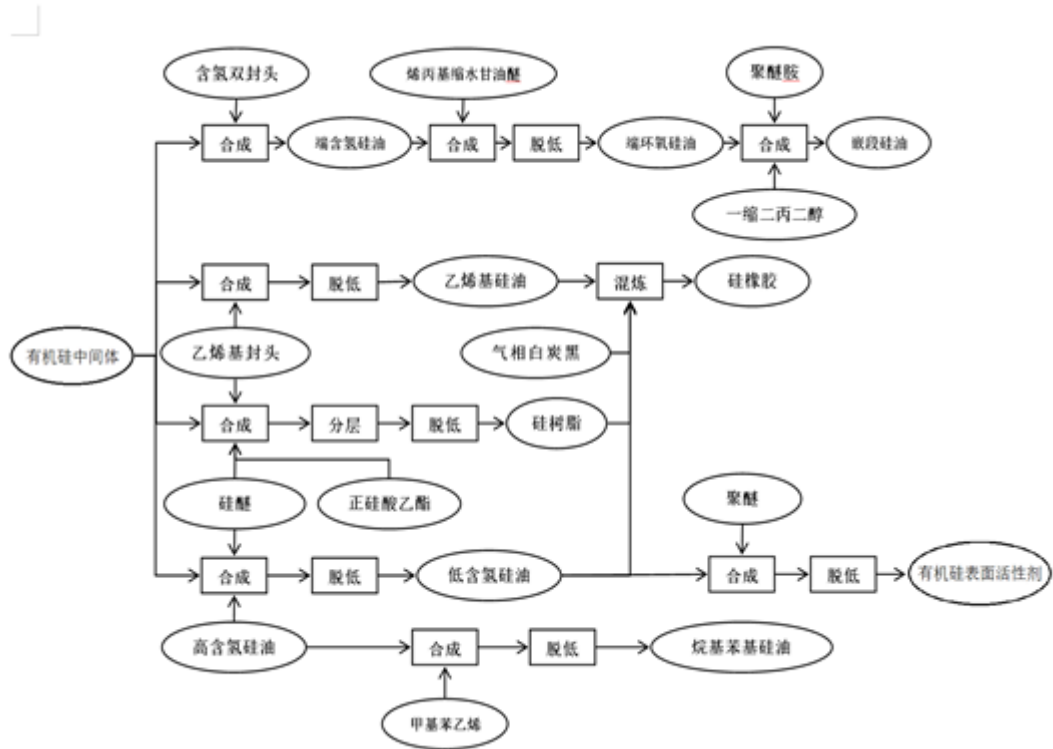 含氢双封头
烯丙基缩水甘油醚
聚醚胺
合成
端含氢硅油
合成
脱低
端环氧硅油
合成
嵌段硅油
一缩二丙二醇
合成
脱低
乙烯基硅油
混炼
硅橡胶
有机硅中间体
乙烯基封头
气相白炭黑
合成
分层
脱低
硅树脂
硅醚
正硅酸乙酯
聚醚
合成
脱低
低含氢硅油
合成
脱低
有机硅表面活性剂
高含氢硅油
合成
脱低
烷基苯基硅油
甲基苯乙烯